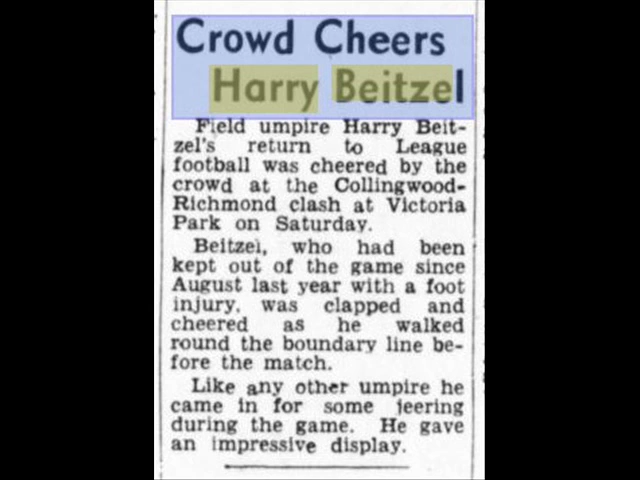 Crowd Cheers
Harry Beitzel
Field umpire Harry Beit-
zel's return to League
football was cheered by the
crowd at the Collingwood-
Richmond clash at Victoria
Park on Saturday.
Beitzel, who had been
kept out of the game since
August last year with a foot
injury, was clapped and
cheered as he walked
round the boundary line be-
fore the match.
Like any other umpire he
came in for some jeering
during the game. He gave
an impressive display.